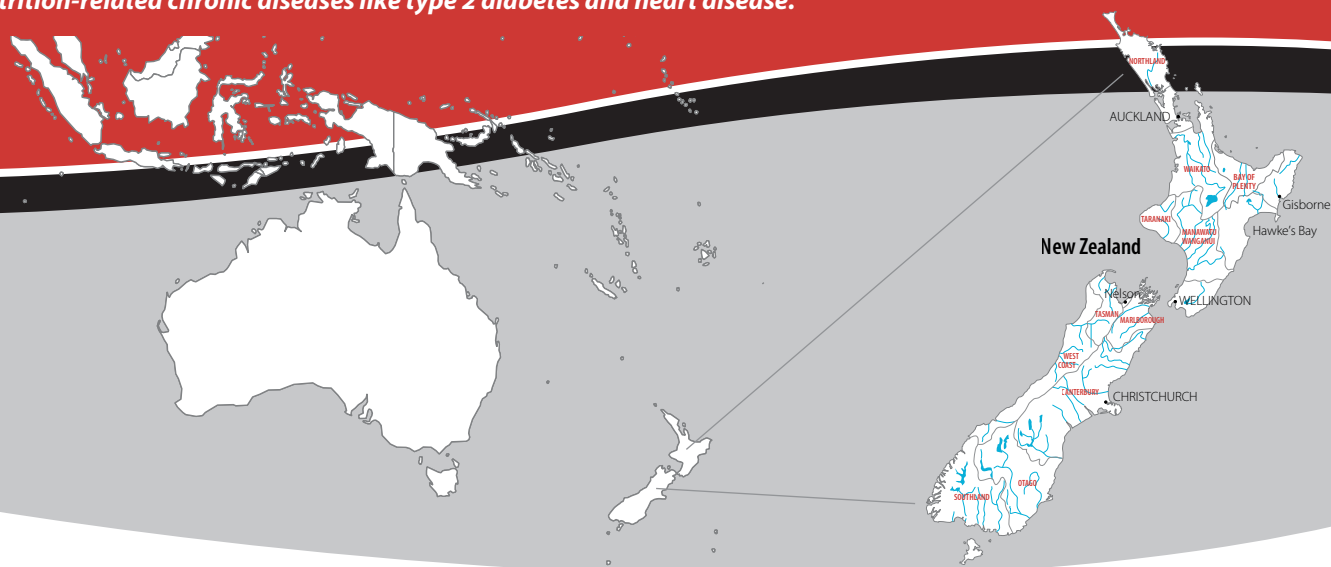 trition-related chronic diseases like type 2 diabetes and heart disease.
NORTHLAND
AUCKLAND
WAIKATO
BAY OF
PLENTY
Gisborne
TARANAKI
MANAWATU
WANGANUI
Hawke's Bay
New Zealand
Nelson
WELLINGTON
TASMAN
MARLBOROUGH
WEST
COAST
CANTERBURY
CHRISTCHURCH
OTAGO
SOUTHLAND